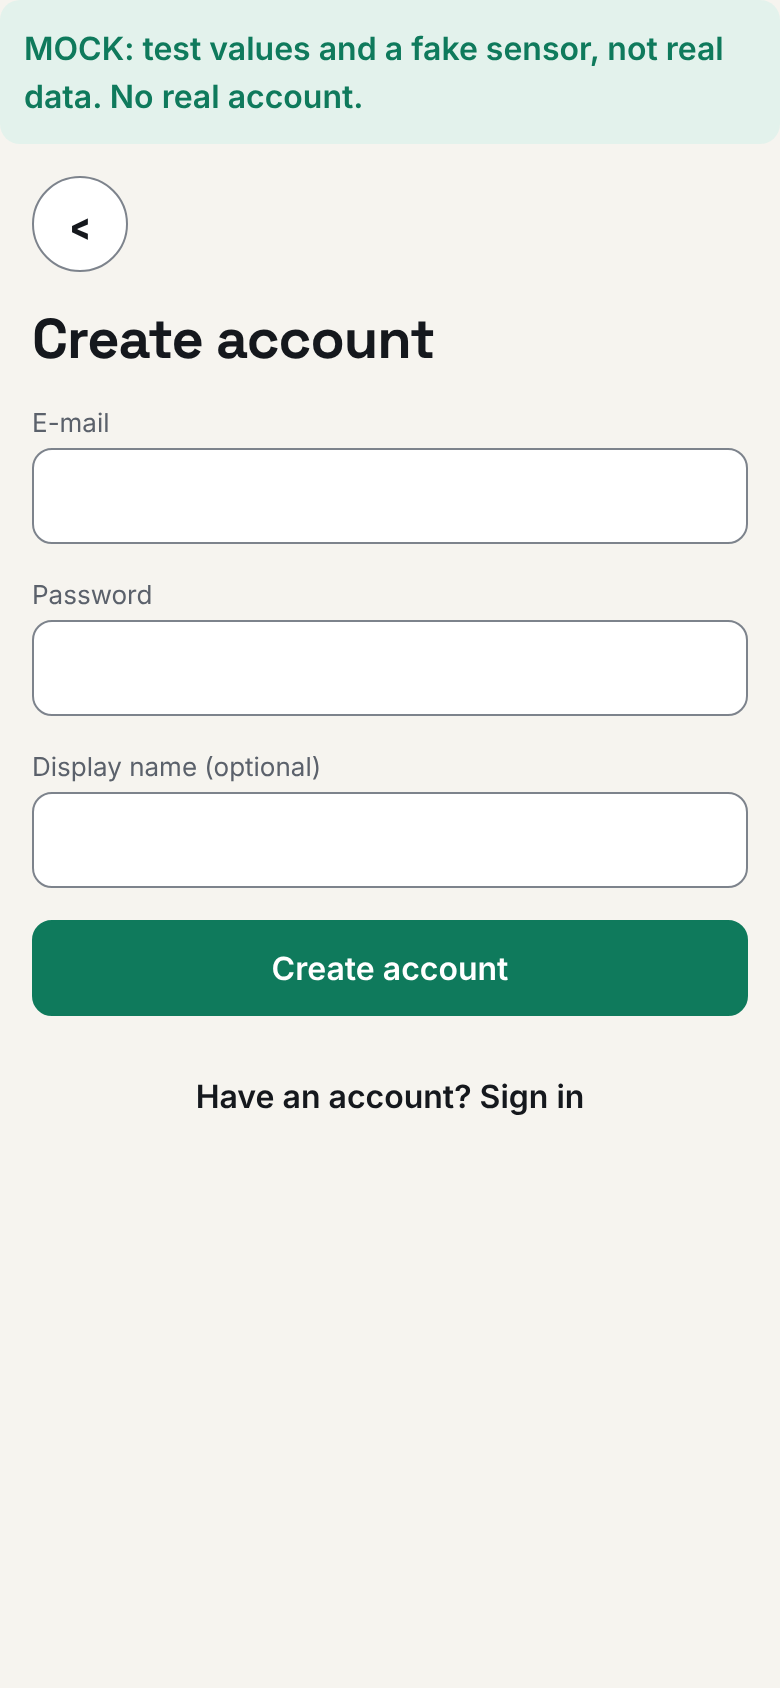 MOCK: test values and a fake sensor, not real
data. No real account.
<
Create account
E-mail
Password
Display name (optional)
Create account
Have an account? Sign in